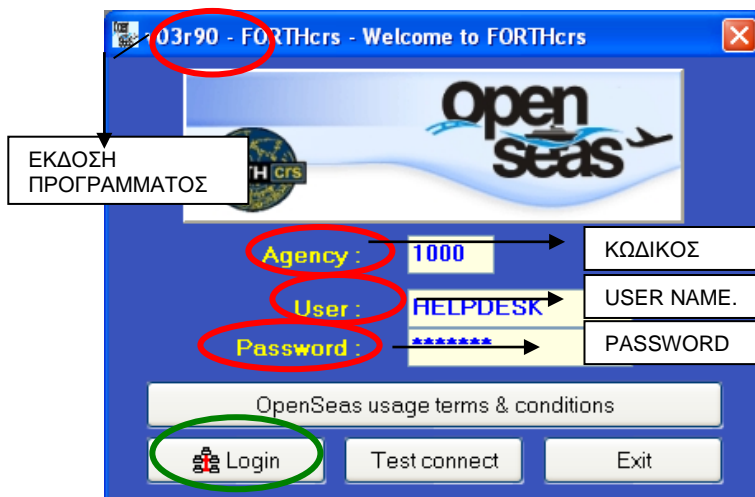 v03r90 - FORTHcrs - Welcome to FORTHcrs
Open
seas
ΕΚΔΟΣΗ
ΠΡΟΓΡΑΜΜΑΤΟΣ
TH crs
Agency :
1000
ΚΩΔΙΚΟΣ
User :
HELPDESK
USER NAME.
Password :
*******
PASSWORD
OpenSeas usage terms & conditions
Login
Test connect
Exit